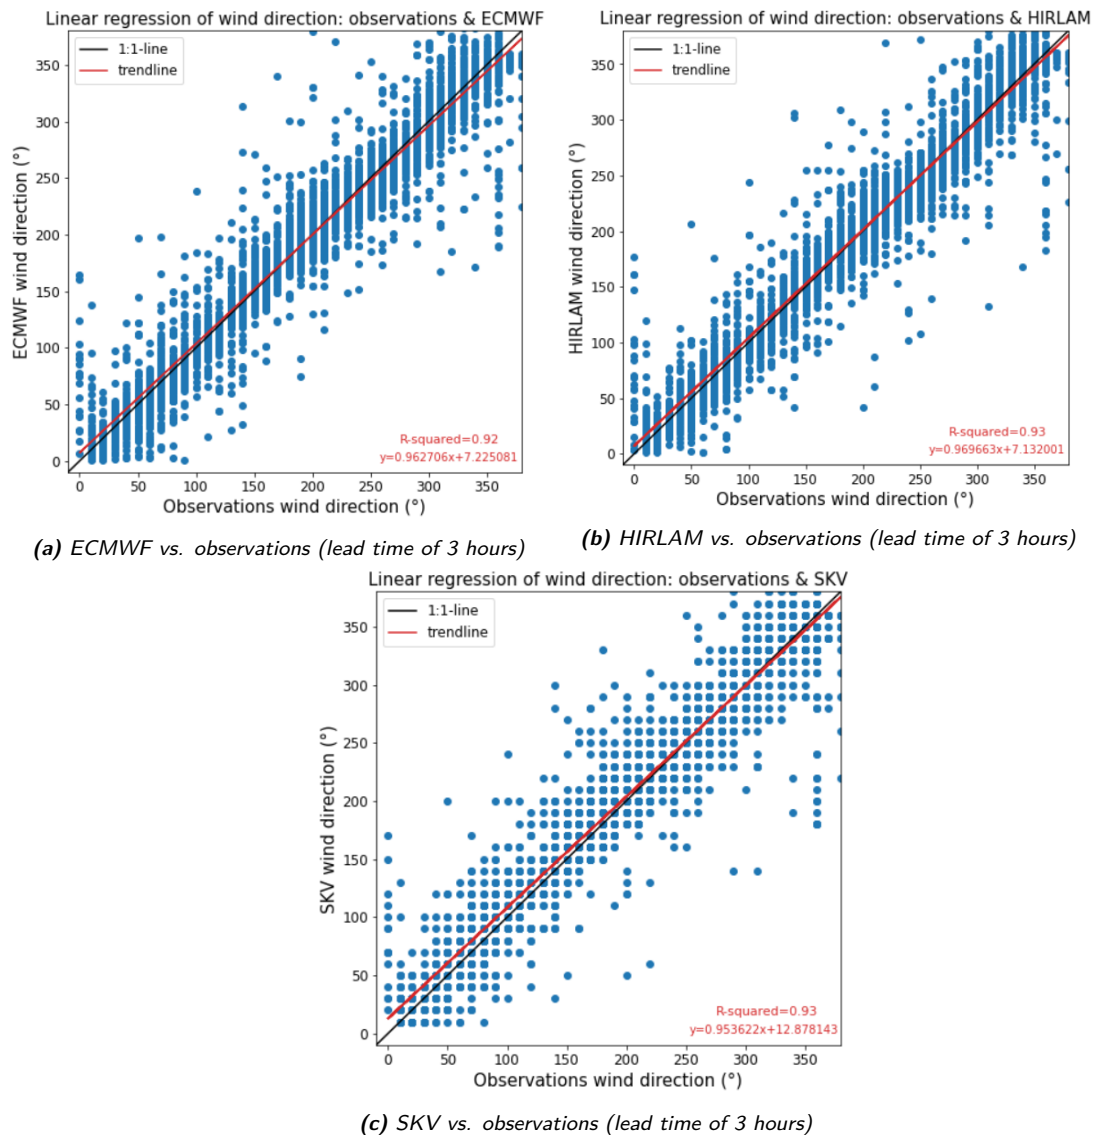 Linear regression of wind direction: observations & ECMWF
1:1-line
trendline
350
300
250
200
150
100
50
0
ECMWF wind direction (°)
R-squared=0.92
y=0.962706x+7.225081
0 50 100 150 200 250 300 350
Observations wind direction (°)
(a) ECMWF vs. observations (lead time of 3 hours)
Linear regression of wind direction: observations & HIRLAM
1:1-line
trendline
350
300
250
200
150
100
50
0
HIRLAM wind direction (°)
R-squared=0.93
y=0.969663x+7.132001
0 50 100 150 200 250 300 350
Observations wind direction (°)
(b) HIRLAM vs. observations (lead time of 3 hours)
Linear regression of wind direction: observations & SKV
1:1-line
trendline
350
300
250
200
150
100
50
0
SKV wind direction (°)
R-squared=0.93
y=0.953622x+12.878143
0 50 100 150 200 250 300 350
Observations wind direction (°)
(c) SKV vs. observations (lead time of 3 hours)